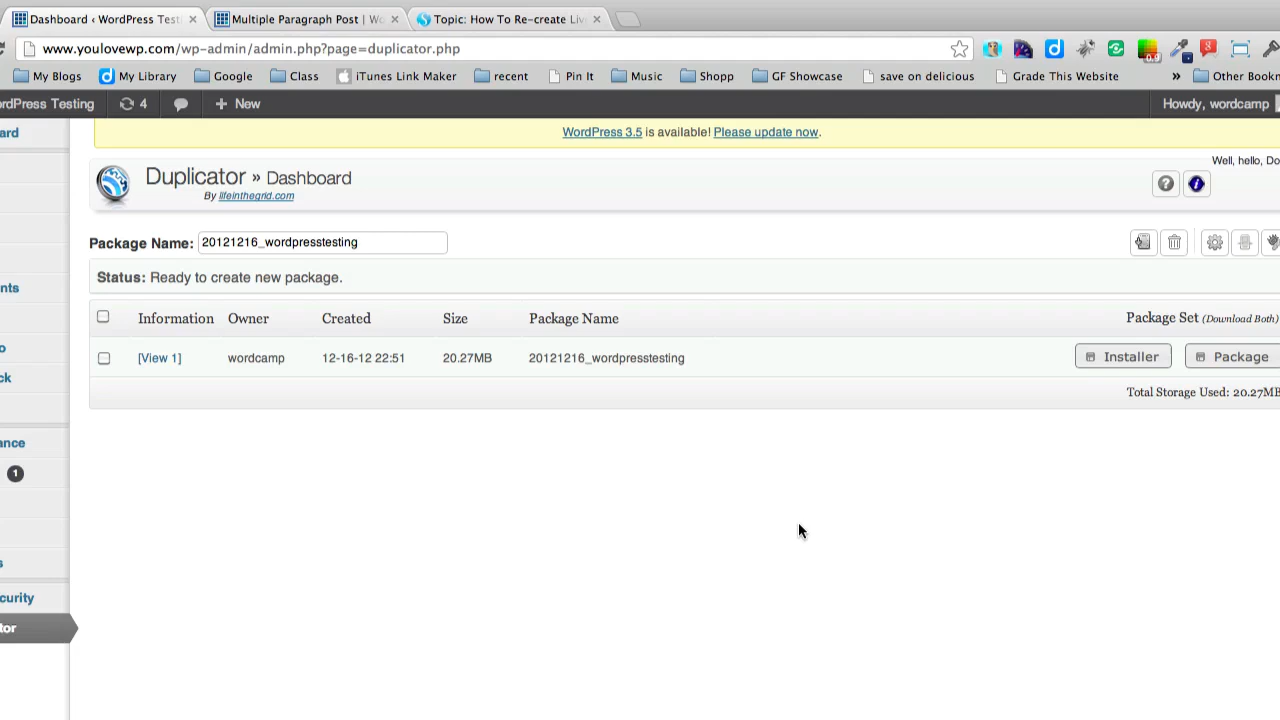 Dashboard ‹ WordPress Test
Multiple Paragraph Post | Wo
Topic: How To Re-create Liv
www.youlovewp.com/wp-admin/admin.php?page=duplicator.php
My Blogs My Library Google Class iTunes Link Maker recent Pin It Music Shopp GF Showcase save on delicious Grade This Website » Other Bookm
rdPress Testing 4 + New Howdy, wordcamp
ard
WordPress 3.5 is available! Please update now.
Well, hello, Do
Duplicator » Dashboard
By lifeinthegrid.com
Package Name: 20121216_wordpresstesting
Status: Ready to create new package.
nts
Information Owner Created Size Package Name Package Set (Download Both)
o
[View 1] wordcamp 12-16-12 22:51 20.27MB 20121216_wordpresstesting Installer Package
ck
Total Storage Used: 20.27MB
ance
1
s
curity
tor